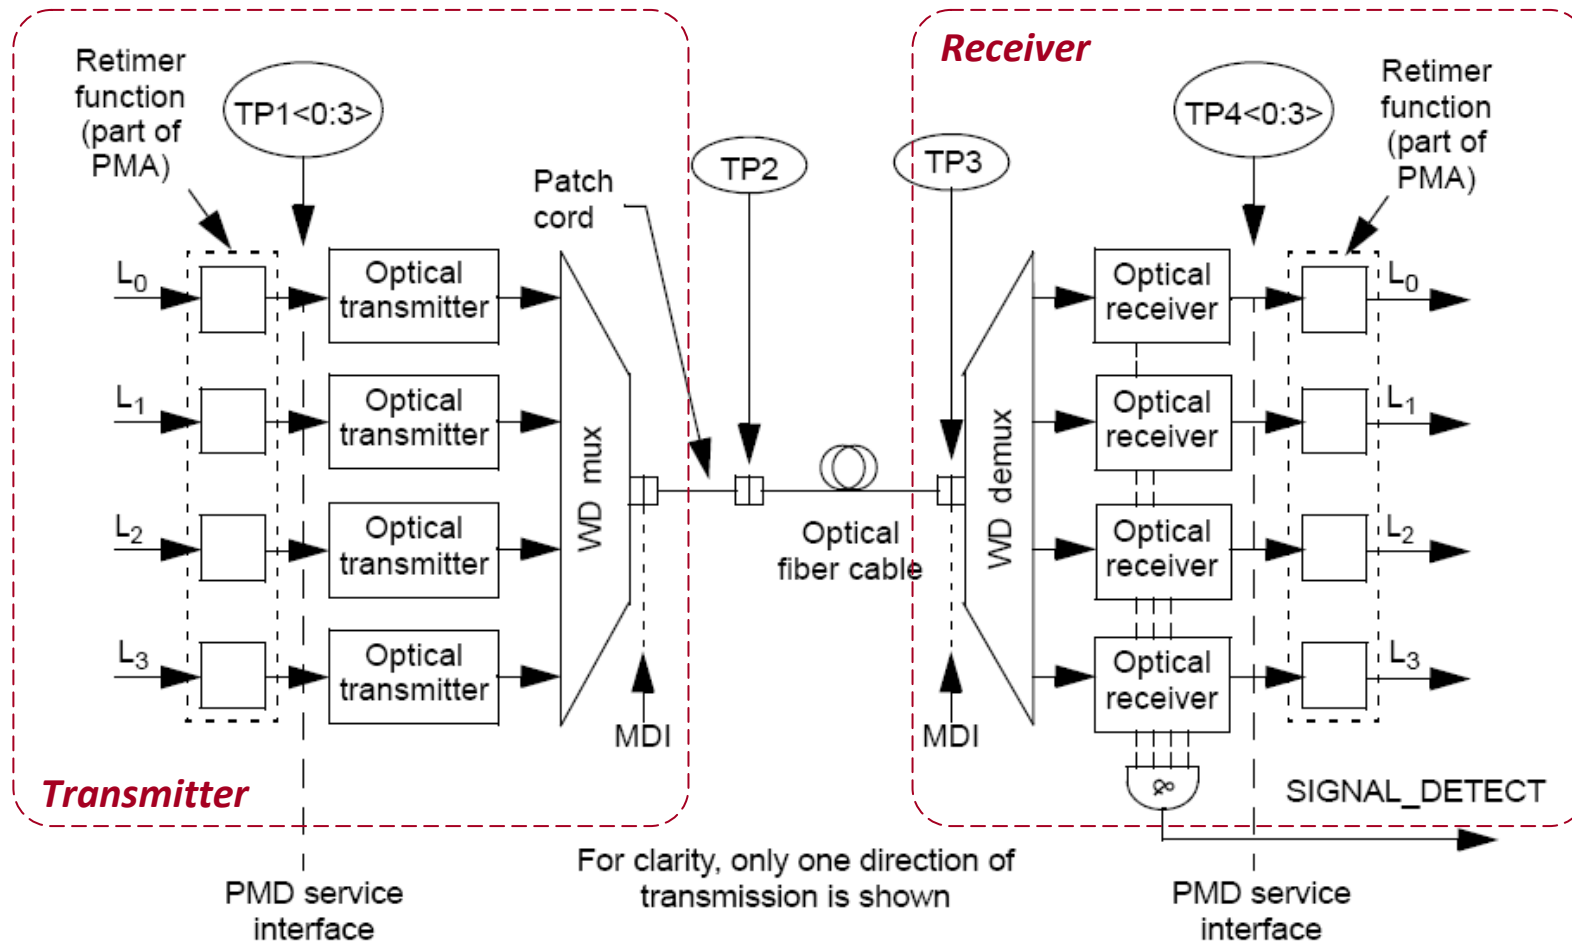 Receiver
Retimer
function
(part of
PMA)
TP1<0:3>
TP2
TP3
TP4<0:3>
Retimer
function
(part of
PMA)
Patch
cord
L0
Optical
transmitter
Optical
receiver
L0
L1
Optical
transmitter
Optical
receiver
L1
WD mux
WD demux
L2
Optical
transmitter
Optical
fiber cable
Optical
receiver
L2
L3
Optical
transmitter
Optical
receiver
L3
MDI
MDI
Transmitter
&
SIGNAL_DETECT
For clarity, only one direction of
transmission is shown
PMD service
interface
PMD service
interface